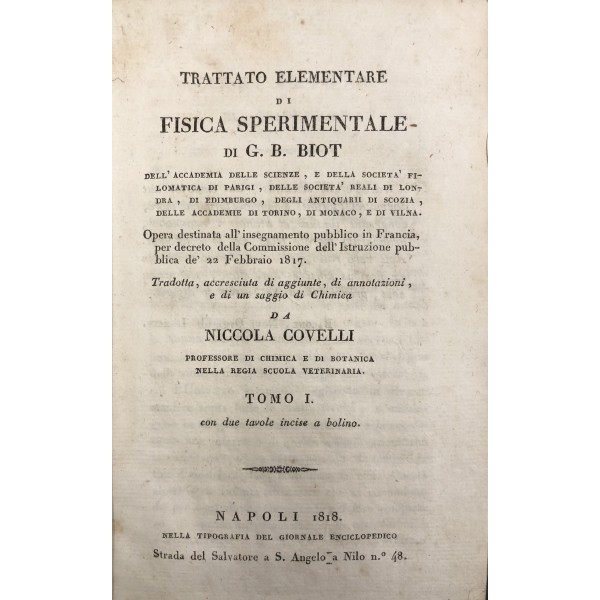 TRATTATO ELEMENTARE
DI
FISICA SPERIMENTALE
DI G. B. BIOT
DELL' ACCADEMIA DELLE SCIENZE, E DELLA SOCIETA' FI-
LOMATICA DI PARIGI, DELLE SOCIETA' REALI DI LON-
DRA, DI EDIMBURGO, DEGLI ANTIQUARII DI SCOZIA,
DELLE ACCADEMIE DI TORINO, DI MONACO, E DI VILNA.
Opera destinata all' insegnamento pubblico in Francia,
per decreto della Commissione dell' Istruzione pub-
blica de' 22 Febbraio 1817.
Tradotta, accresciuta di aggiunte, di annotazioni,
e di un saggio di Chimica
DA
NICCOLA COVELLI
PROFESSORE DI CHIMICA E DI BOTANICA
NELLA REGIA SCUOLA VETERINARIA.
TOMO I.
con due tavole incise a bolino.
NAPOLI 1818.
NELLA TIPOGRAFIA DEL GIORNALE ENCICLOPEDICO
Strada del Salvatore a S. Angelo a Nilo n.º 48.